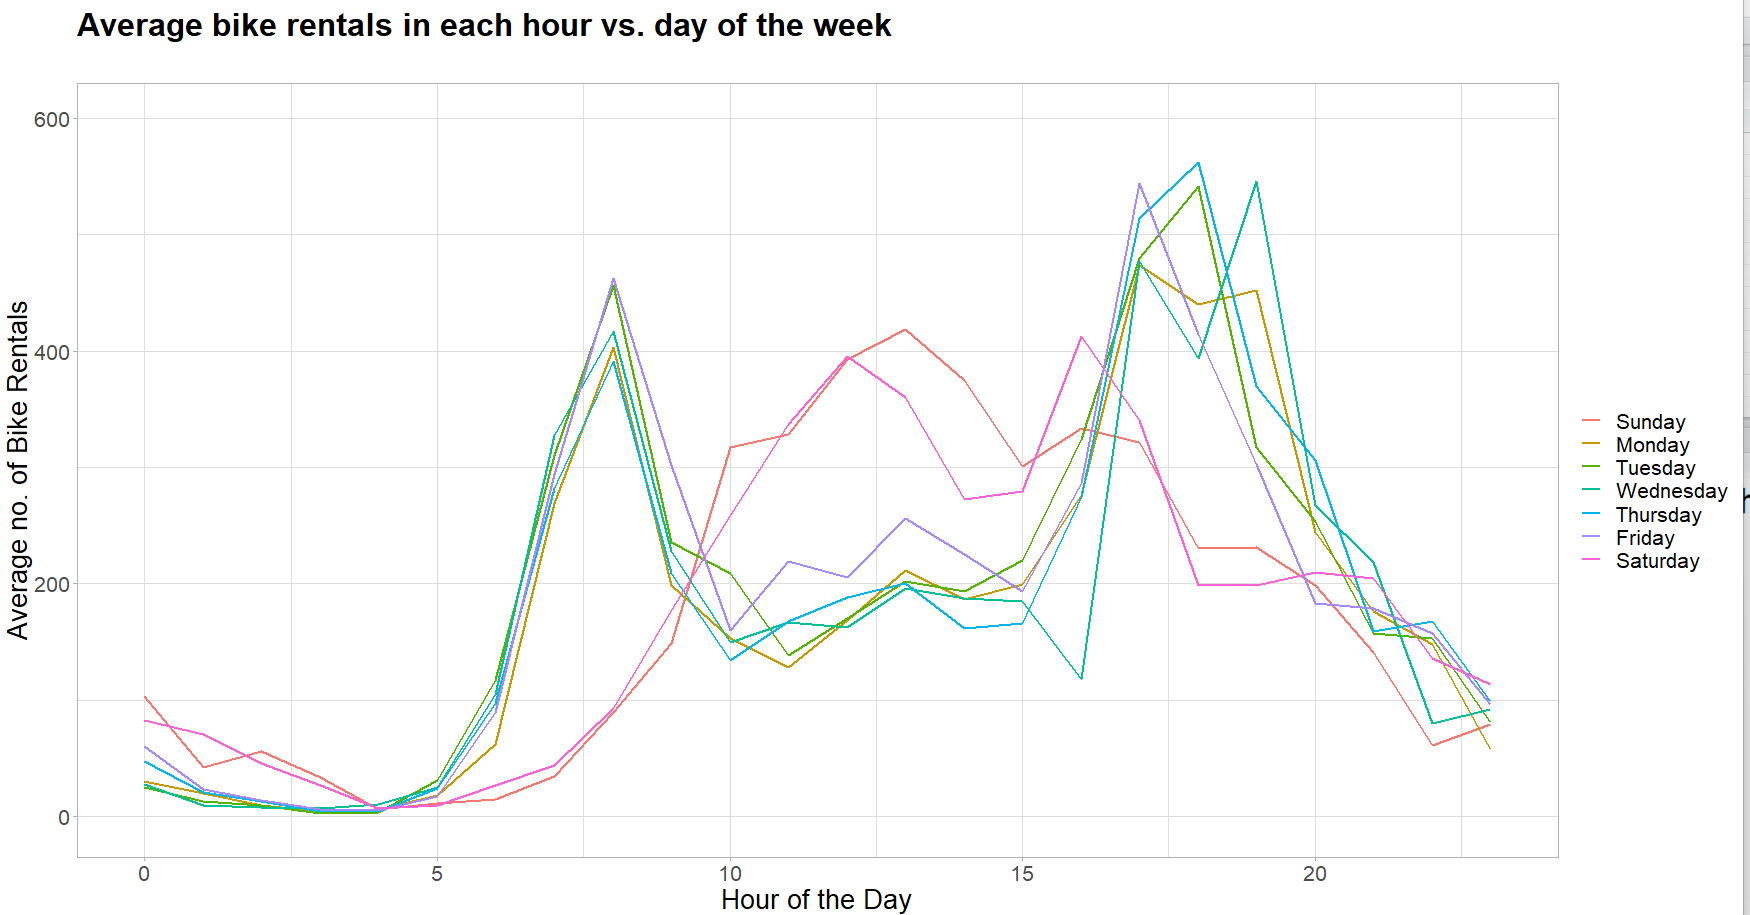 Average bike rentals in each hour vs. day of the week
600
400
200
0
Average no. of Bike Rentals
0 5 10 15 20
Hour of the Day
Sunday
Monday
Tuesday
Wednesday
Thursday
Friday
Saturday